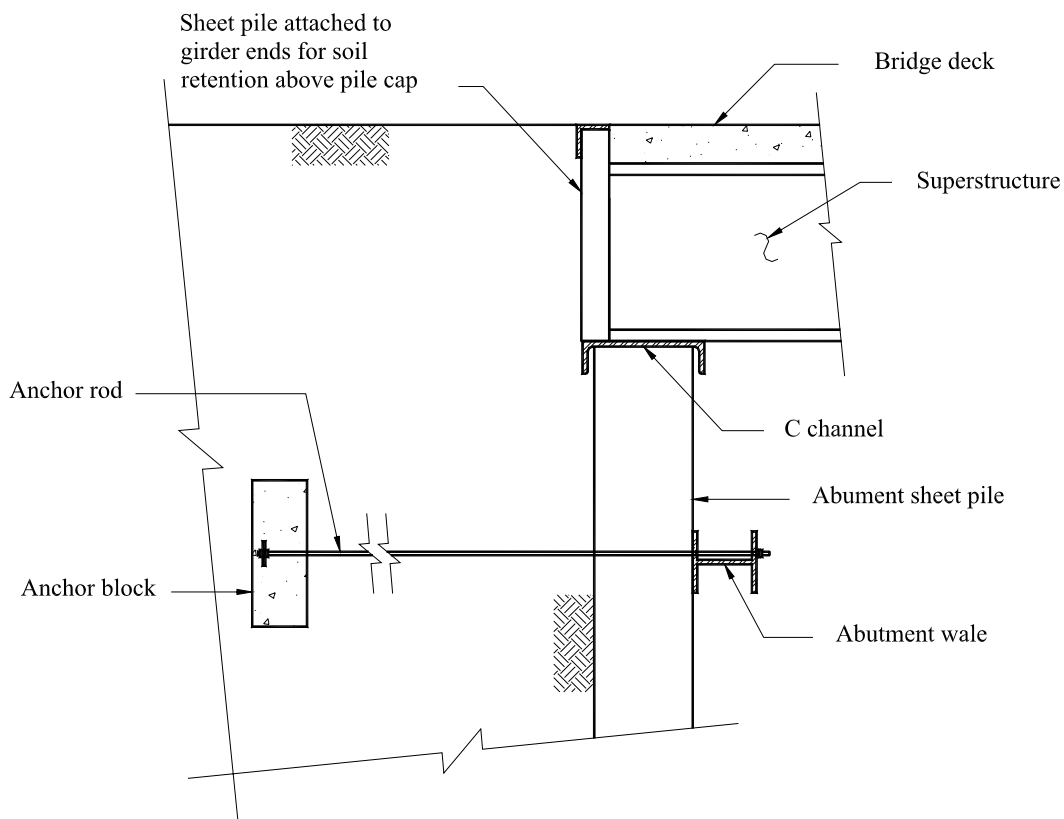 Sheet pile attached to
girder ends for soil
retention above pile cap
Bridge deck
Superstructure
Anchor rod
C channel
Abument sheet pile
Anchor block
Abutment wale